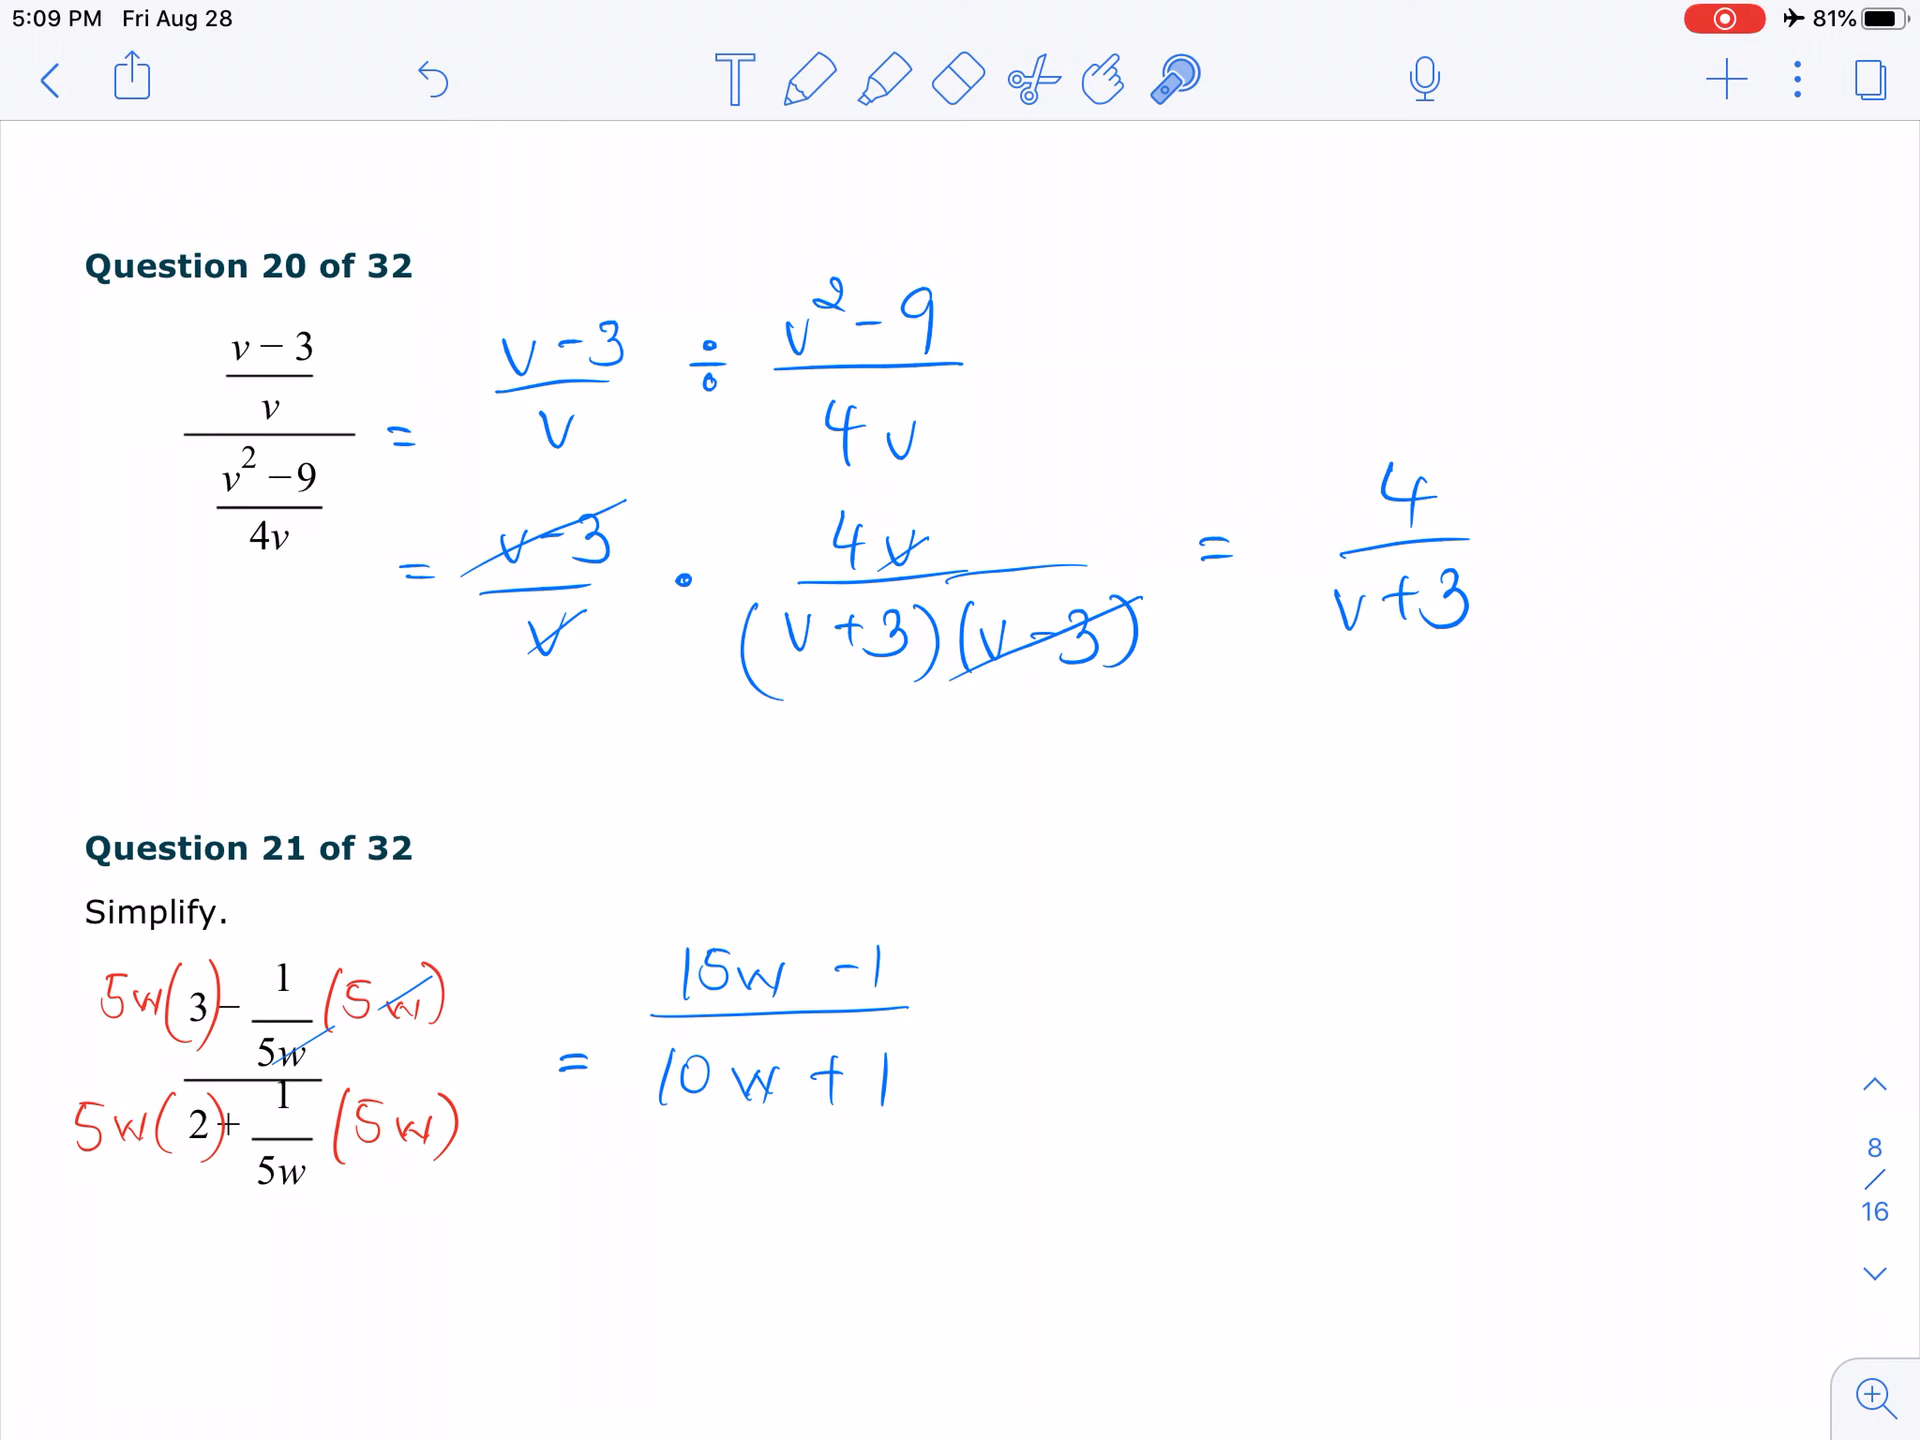 5:09 PM Fri Aug 28 81%
Question 20 of 32
v − 3 / v / v² − 9 / 4v = v − 3 / v ÷ v² − 9 / 4v
= v − 3 / v • 4v / (v + 3)(v − 3) = 4 / v + 3
Question 21 of 32
Simplify.
5w(3) − 1 / 5w (5w) / 5w(2) + 1 / 5w (5w) = 15w − 1 / 10w + 1
8
/
16